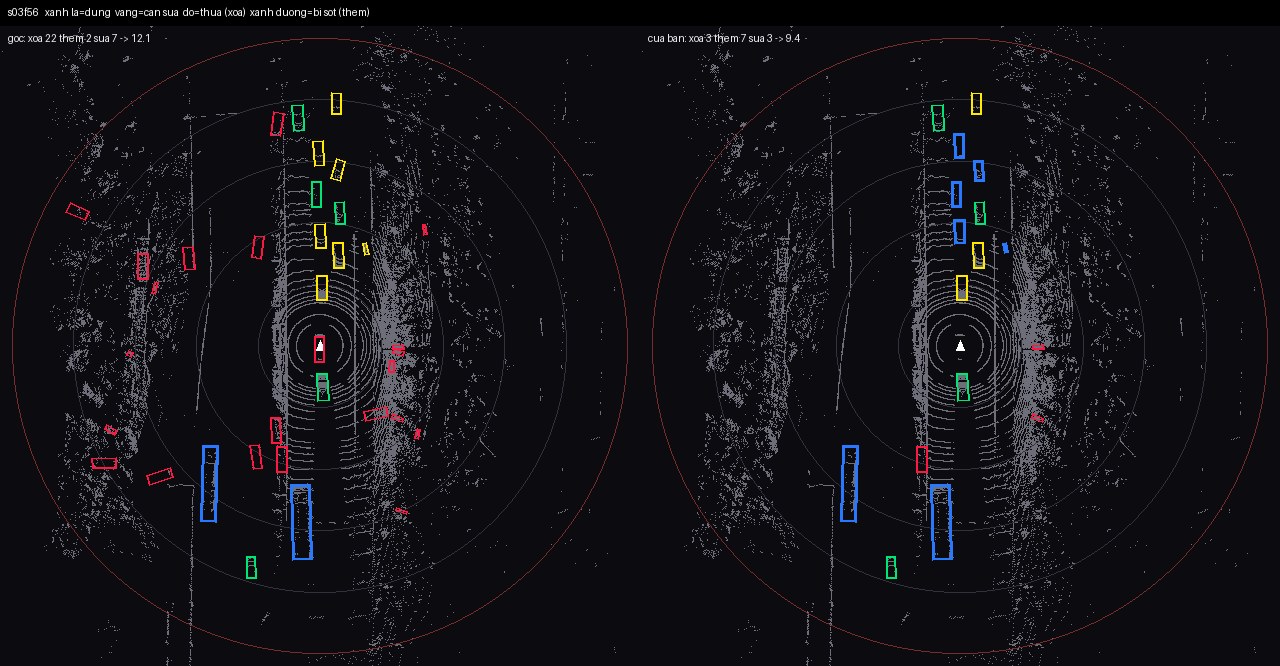 s03f56 xanh la=dung vang=can sua do=thua (xoa) xanh duong=bi sot (them)
goc: xoa 22 them 2 sua 7 -> 12.1
cua ban: xoa 3 them 7 sua 3 -> 9.4